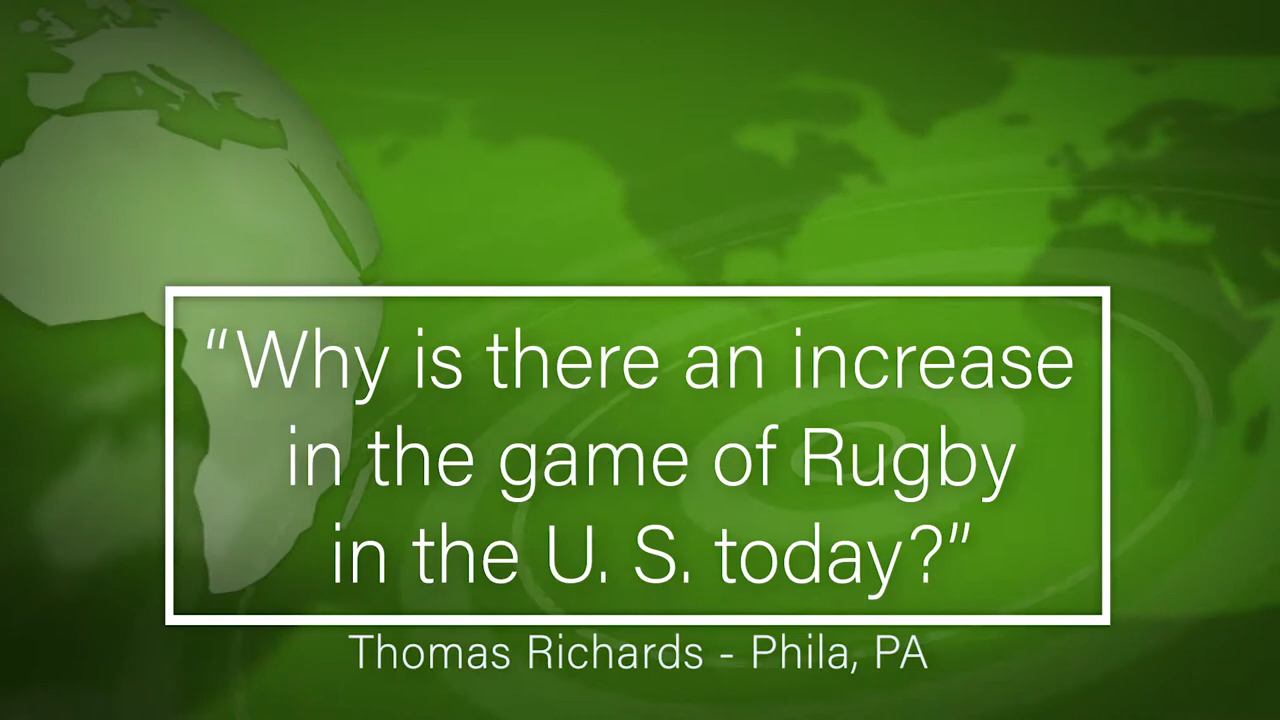 “Why is there an increase
in the game of Rugby
in the U. S. today?”
Thomas Richards - Phila, PA